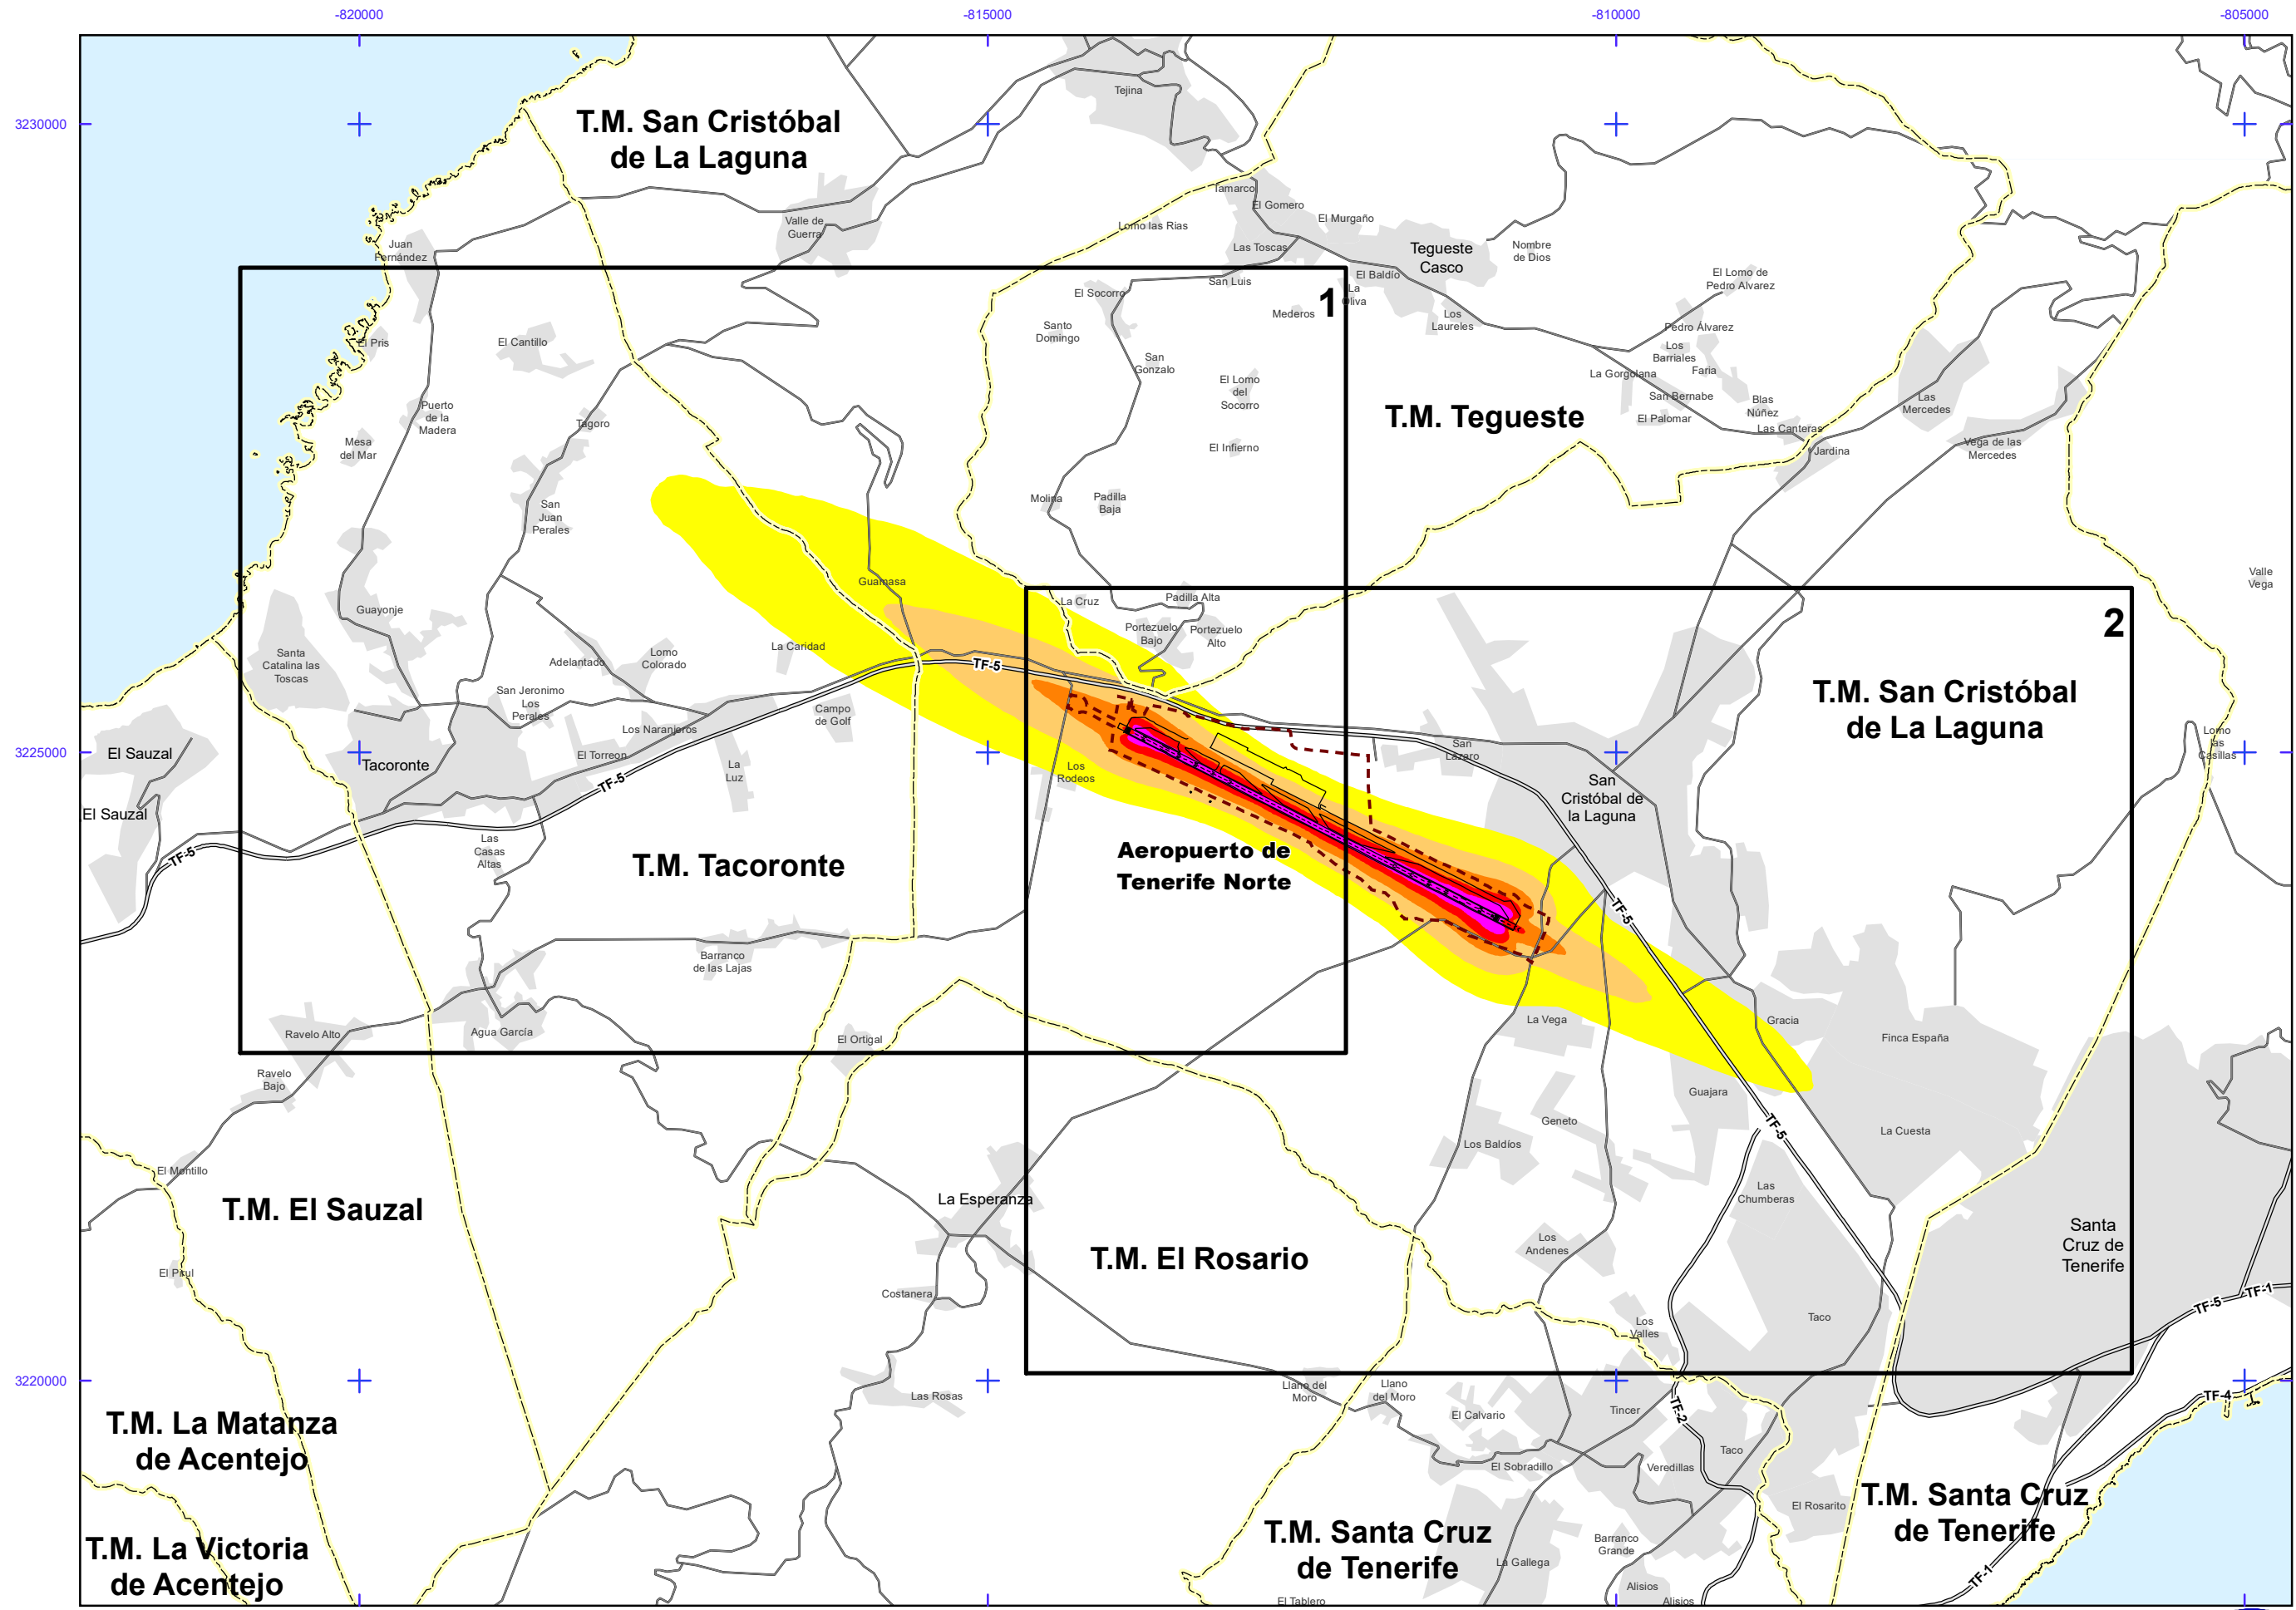 -820000
-815000
-810000
-805000
3230000
3225000
3220000
T.M. San Cristóbal
de La Laguna
Tejina
Valle de
Guerra
Juan
Fernández
Tamarco
El Gomero
El Murgaño
Lomo las Rias
Las Toscas
Tegueste
Casco
Nombre
de Dios
El Baldío
San Luis
La
Oliva
El Socorro
Mederos
1
Los
Laureles
El Lomo de
Pedro Alvarez
Pedro Álvarez
Los
Barriales
Faria
La Gorgolana
San Bernabe
El Palomar
Blas
Núñez
Las Canteras
Jardina
Las
Mercedes
Vega de las
Mercedes
Santo
Domingo
San
Gonzalo
El Lomo
del
Socorro
El Infierno
T.M. Tegueste
El Pris
El Cantillo
Puerto
de la
Madera
Tagoro
Mesa
del Mar
San
Juan
Perales
Molina
Padilla
Baja
Guamasa
La Cruz
Padilla Alta
Portezuelo
Bajo
Portezuelo
Alto
Valle
Vega
2
Guayonje
Santa
Catalina las
Toscas
Adelantado
Lomo
Colorado
La Caridad
San Jeronimo
Los
Perales
Los Naranjeros
Campo
de Golf
TF-5
El Torreon
La
Luz
Tacoronte
TF-5
El Sauzal
El Sauzal
TF-5
Las
Casas
Altas
T.M. Tacoronte
Los
Rodeos
Aeropuerto de
Tenerife Norte
San
Lázaro
San
Cristóbal de
la Laguna
T.M. San Cristóbal
de La Laguna
Lomo
las
Casillas
TF-5
Barranco
de las Lajas
Agua García
Ravelo Alto
Ravelo
Bajo
El Ortigal
La Vega
Gracia
Finca España
Guajara
Geneto
Los Baldíos
TF-5
La Cuesta
Las
Chumberas
El Montillo
T.M. El Sauzal
La Esperanza
T.M. El Rosario
Los
Andenes
Santa
Cruz de
Tenerife
El Pirul
Costanera
Los
Valles
Taco
TF-5
TF-1
Las Rosas
Llano del
Moro
Llano
del Moro
El Calvario
Tincer
TF-2
TF-4
T.M. La Matanza
de Acentejo
El Sobradillo
Veredillas
Taco
El Rosarito
T.M. Santa Cruz
de Tenerife
T.M. Santa Cruz
de Tenerife
T.M. La Victoria
de Acentejo
La Gallega
Barranco
Grande
Alisios
Alisios
El Tablero
TF-1